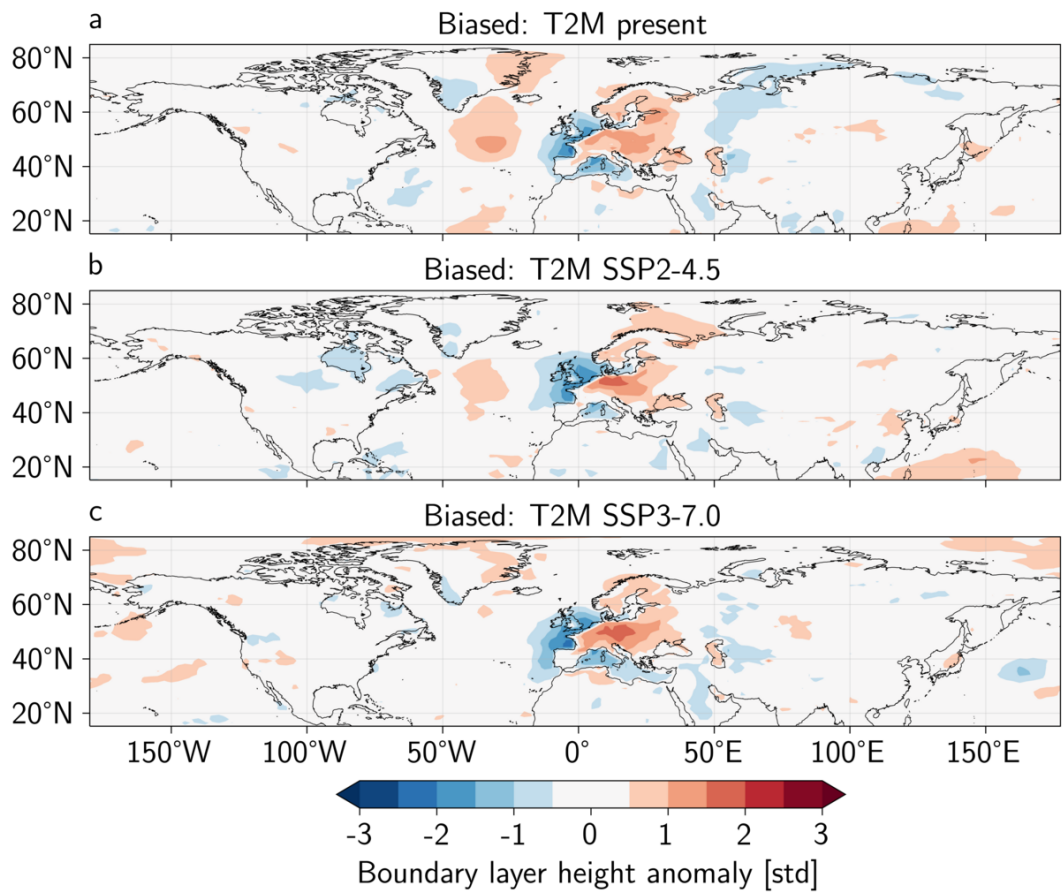 a
Biased: T2M present
80°N
60°N
40°N
20°N
b
Biased: T2M SSP2-4.5
80°N
60°N
40°N
20°N
c
Biased: T2M SSP3-7.0
80°N
60°N
40°N
20°N
150°W 100°W 50°W 0 50°E 100°E 150°E
-3 -2 -1 0 1 2 3
Boundary layer height anomaly [std]